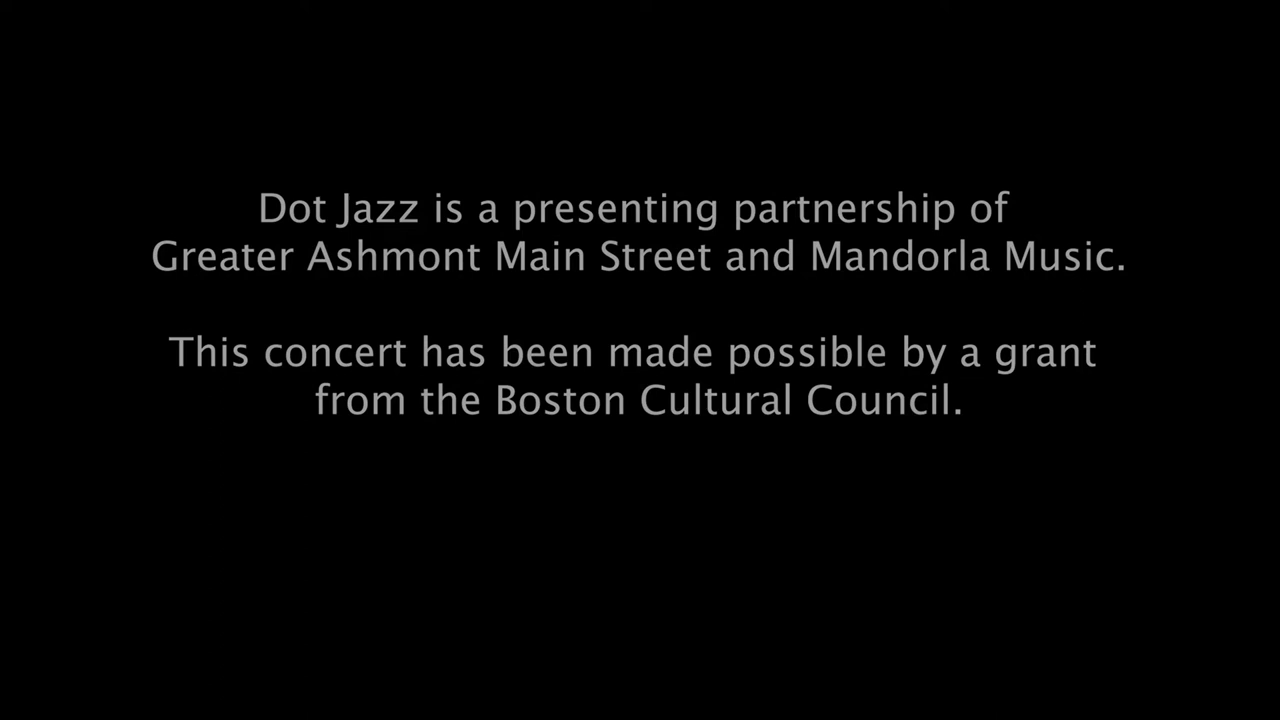 Dot Jazz is a presenting partnership of
Greater Ashmont Main Street and Mandorla Music.
This concert has been made possible by a grant
from the Boston Cultural Council.